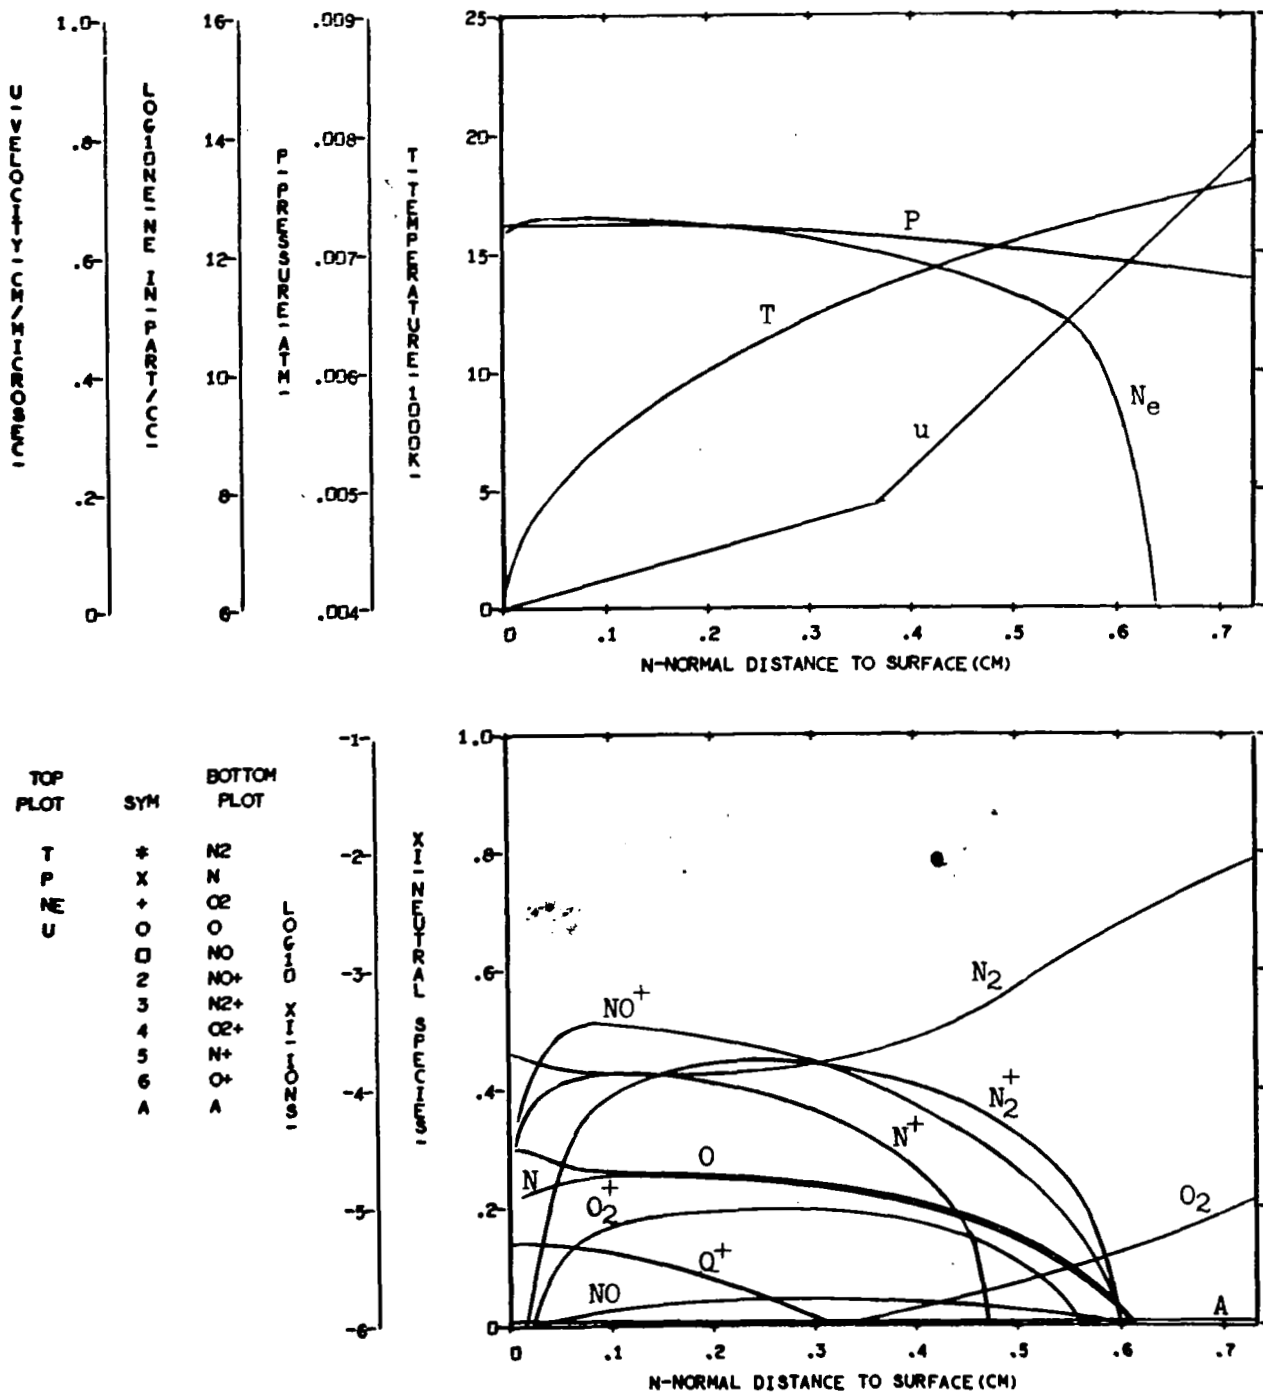 U-VELOCITY-CM/MICROSEC-
1.0
.8
.6
.4
.2
0
LOG10NE-NE IN-PART/CC-
16
14
12
10
8
6
P-PRESSURE-ATM-
.009
.008
.007
.006
.005
.004
T-TEMPERATURE-1000K-
25
20
15
10
5
0
P
T
u
Ne
0 .1 .2 .3 .4 .5 .6 .7
N-NORMAL DISTANCE TO SURFACE(CM)
TOP PLOT SYM BOTTOM PLOT
T * N2
P X N
NE + O2
U O O
□ NO
2 NO+
3 N2+
4 O2+
5 N+
6 O+
A A
LOG10 XI-IONS-
-1
-2
-3
-4
-5
-6
XI-NEUTRAL SPECIES-
1.0
.8
.6
.4
.2
0
NO+
N2
N2+
N+
O
N
O2+
O2
O+
NO
A
0 .1 .2 .3 .4 .5 .6 .7
N-NORMAL DISTANCE TO SURFACE(CM)